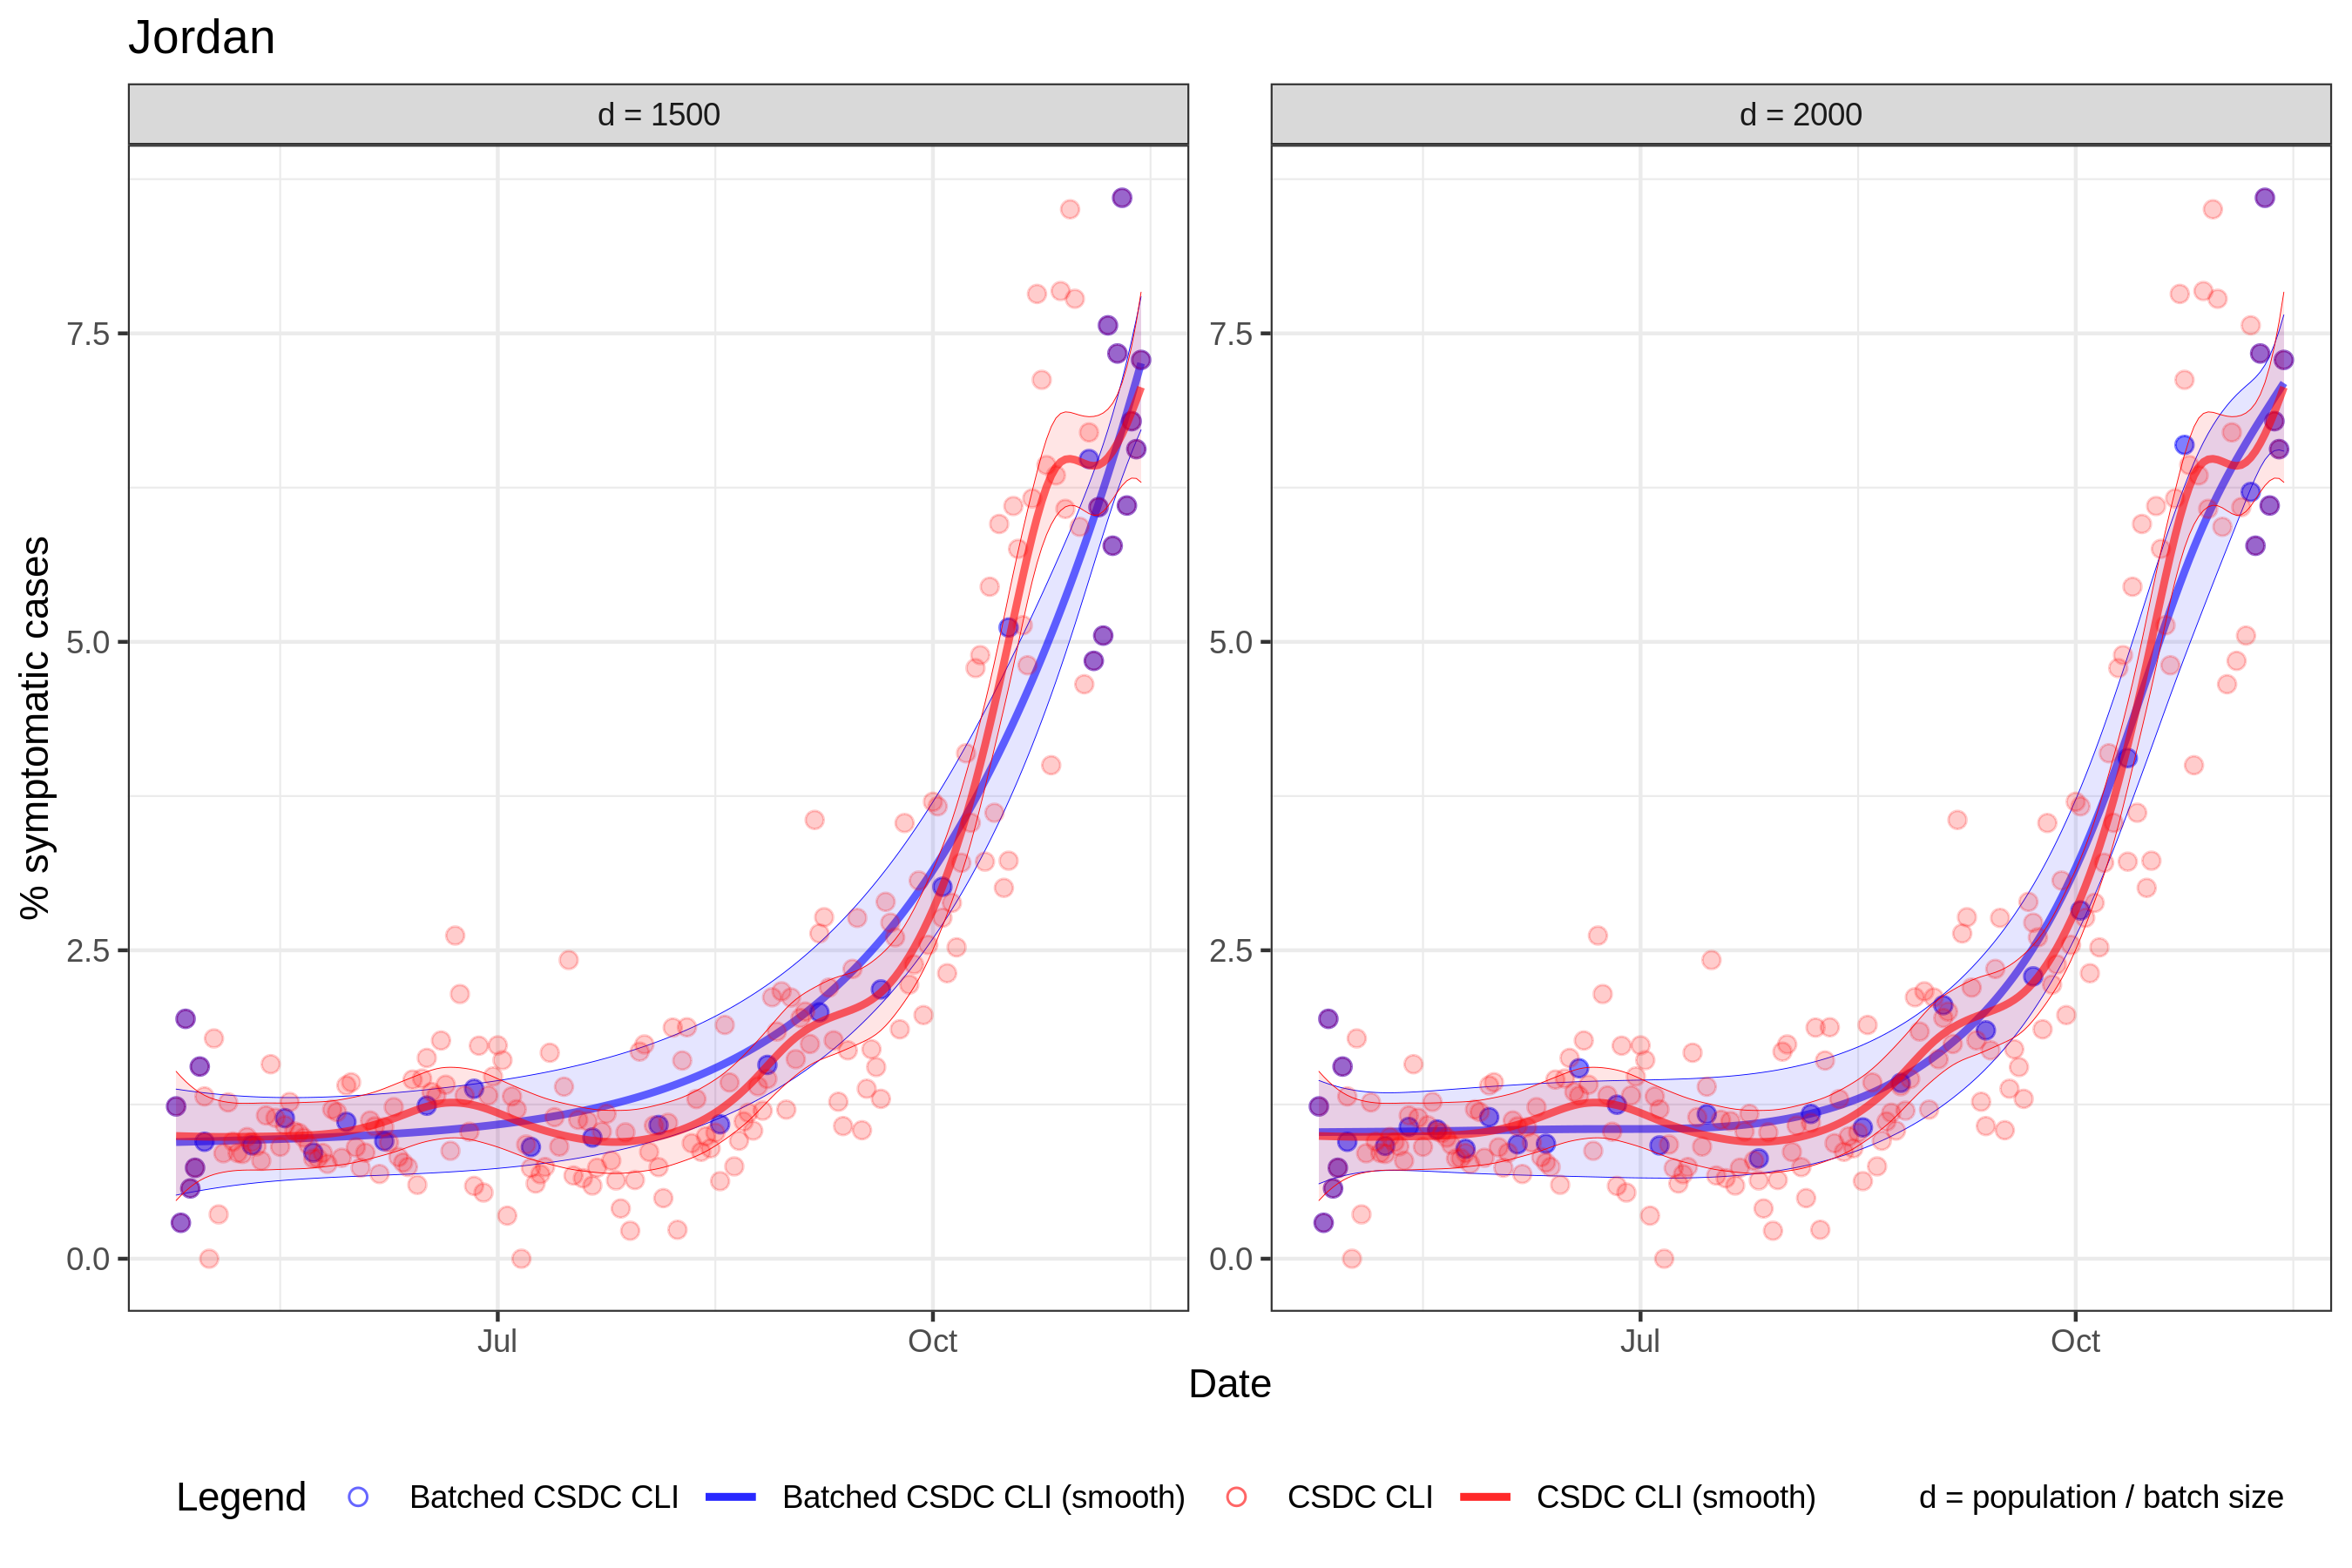 Jordan
d = 1500
d = 2000
% symptomatic cases
7.5
5.0
2.5
0.0
7.5
5.0
2.5
0.0
Jul
Oct
Jul
Oct
Date
Legend
Batched CSDC CLI
Batched CSDC CLI (smooth)
CSDC CLI
CSDC CLI (smooth)
d = population / batch size